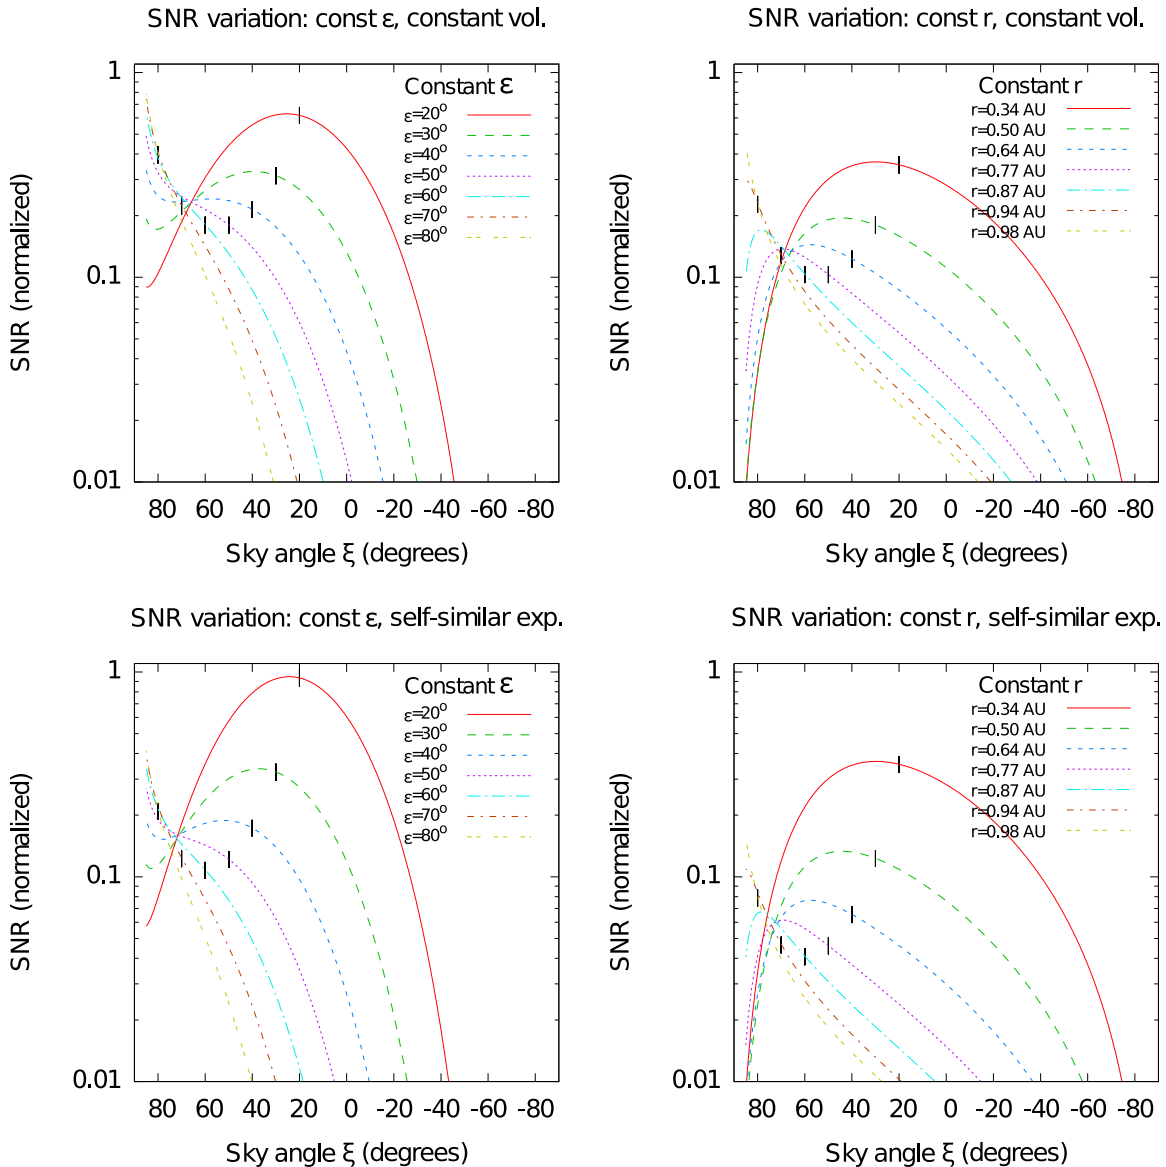 SNR variation: const ε, constant vol.
1
0.1
0.01
SNR (normalized)
Constant ε
ε=20°
ε=30°
ε=40°
ε=50°
ε=60°
ε=70°
ε=80°
80 60 40 20 0 -20 -40 -60 -80
Sky angle ξ (degrees)
SNR variation: const r, constant vol.
1
0.1
0.01
SNR (normalized)
Constant r
r=0.34 AU
r=0.50 AU
r=0.64 AU
r=0.77 AU
r=0.87 AU
r=0.94 AU
r=0.98 AU
80 60 40 20 0 -20 -40 -60 -80
Sky angle ξ (degrees)
SNR variation: const ε, self-similar exp.
1
0.1
0.01
SNR (normalized)
Constant ε
ε=20°
ε=30°
ε=40°
ε=50°
ε=60°
ε=70°
ε=80°
80 60 40 20 0 -20 -40 -60 -80
Sky angle ξ (degrees)
SNR variation: const r, self-similar exp.
1
0.1
0.01
SNR (normalized)
Constant r
r=0.34 AU
r=0.50 AU
r=0.64 AU
r=0.77 AU
r=0.87 AU
r=0.94 AU
r=0.98 AU
80 60 40 20 0 -20 -40 -60 -80
Sky angle ξ (degrees)